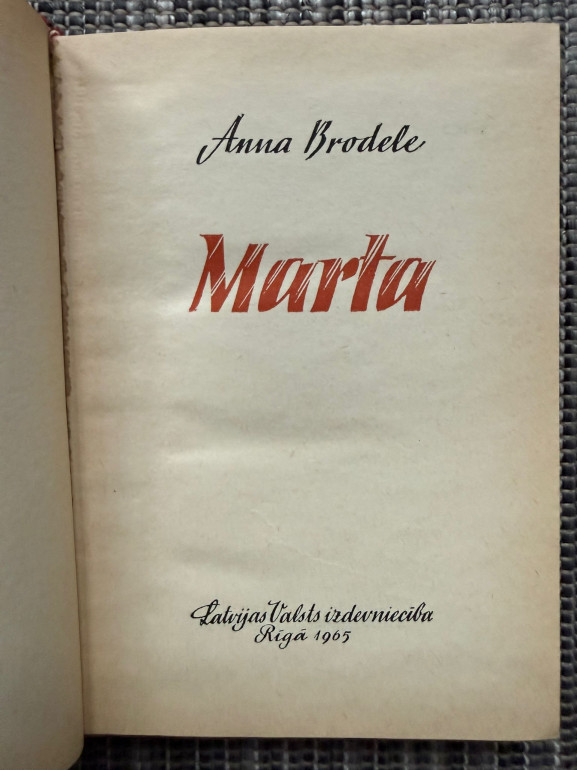 Anna Brodele
Marta
Latvijas Valsts izdevniecība
Rīgā 1965